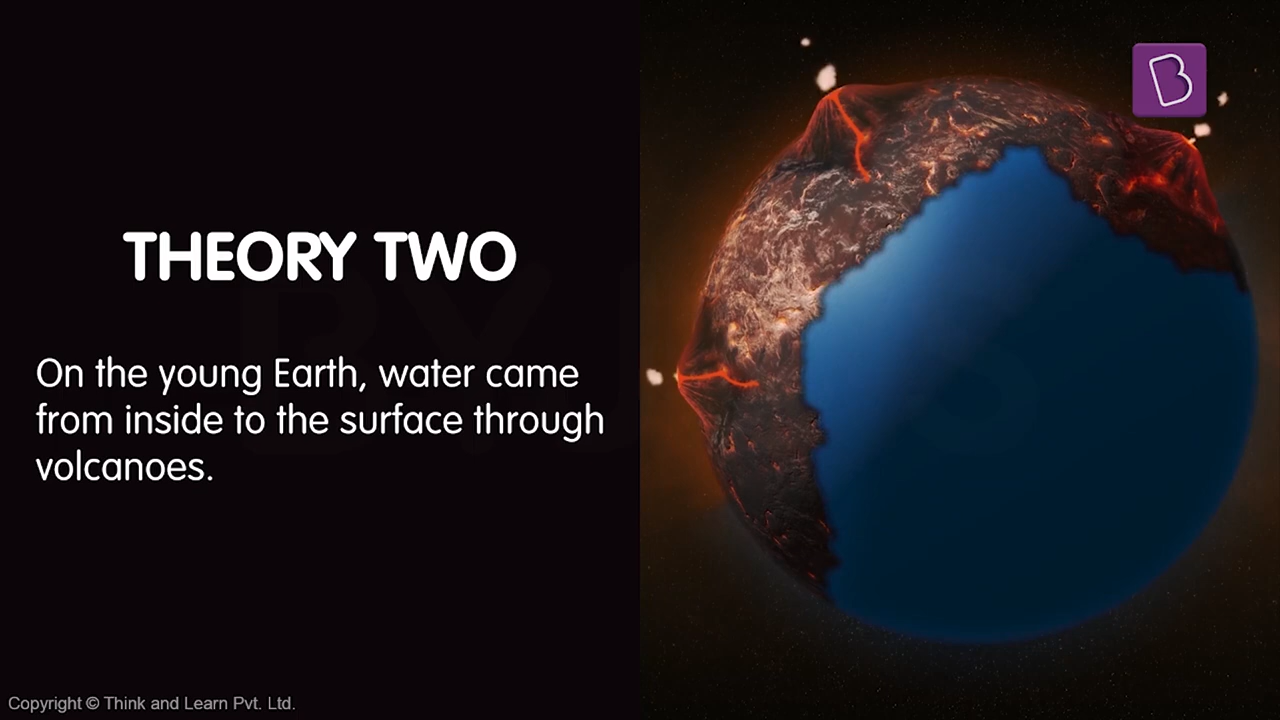 THEORY TWO
On the young Earth, water came
from inside to the surface through
volcanoes.
Copyright © Think and Learn Pvt. Ltd.
B